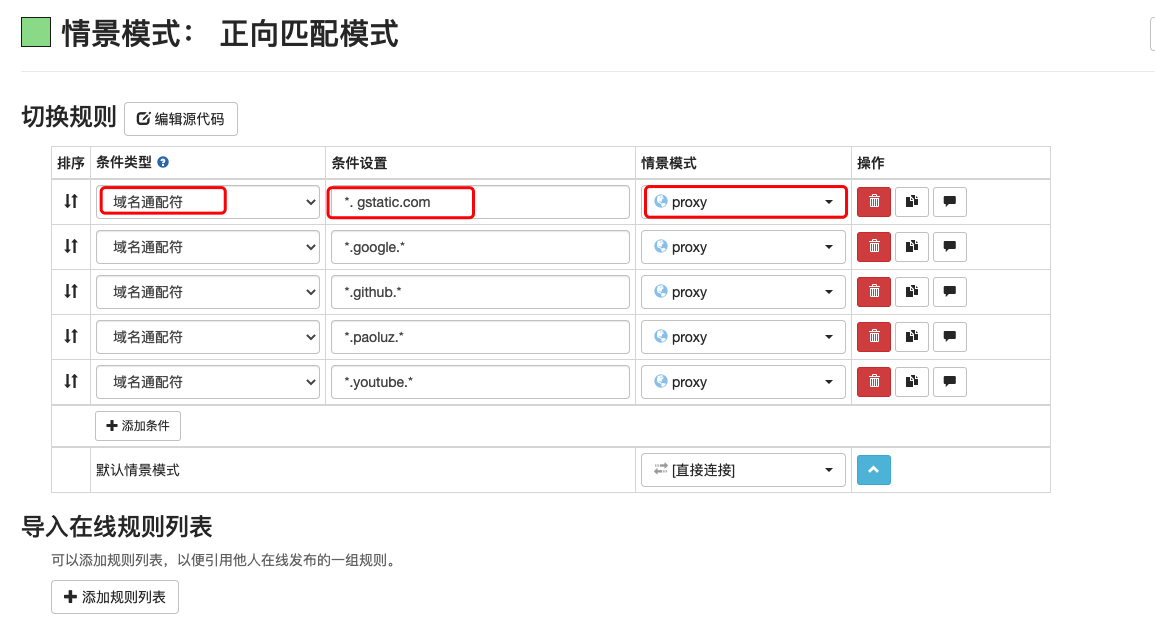 情景模式： 正向匹配模式
切换规则 编辑源代码
排序 条件类型 条件设置 情景模式 操作
域名通配符 *. gstatic.com proxy
域名通配符 *.google.* proxy
域名通配符 *.github.* proxy
域名通配符 *.paoluz.* proxy
域名通配符 *.youtube.* proxy
添加条件
默认情景模式 [直接连接]
导入在线规则列表
可以添加规则列表，以便引用他人在线发布的一组规则。
添加规则列表